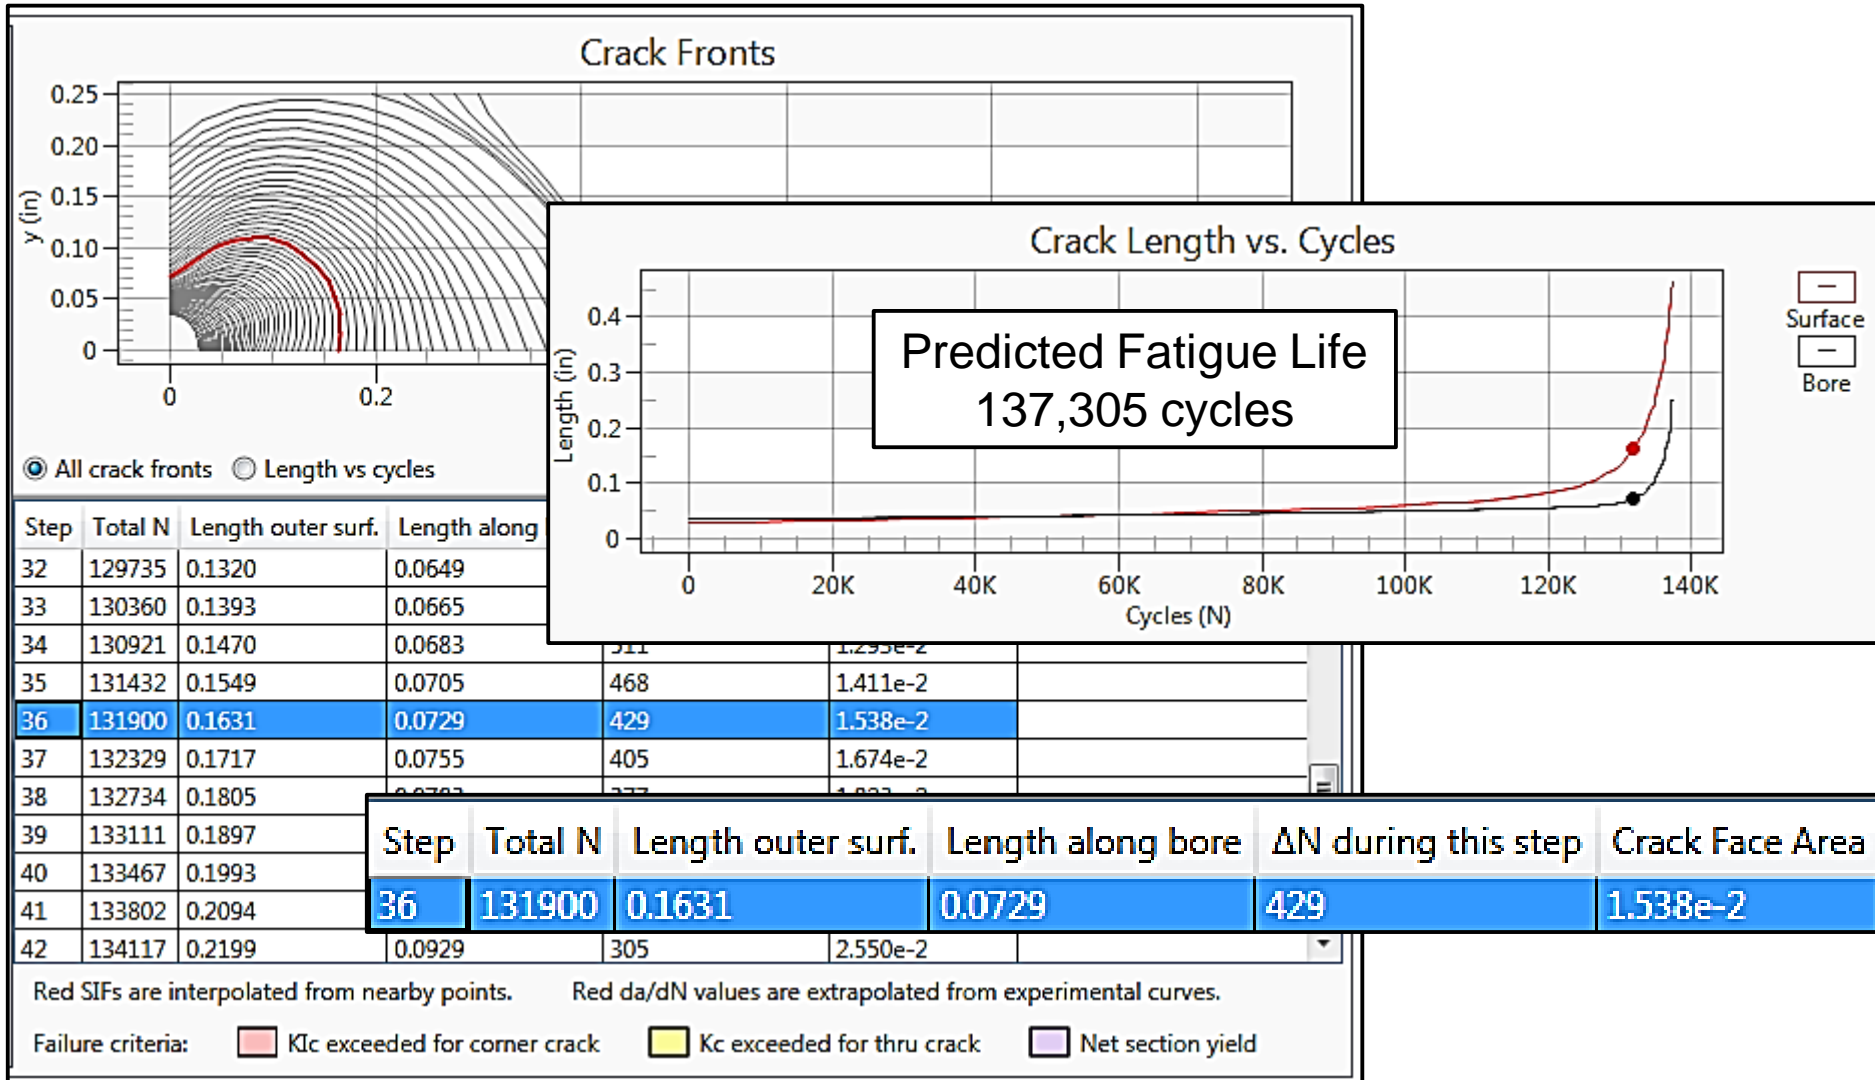 Crack Fronts
0.25
0.20
0.15
0.10
0.05
0
y (in)
0 0.2
All crack fronts Length vs cycles
Crack Length vs. Cycles
0.4
0.3
0.2
0.1
0
Length (in)
Predicted Fatigue Life
137,305 cycles
Surface
Bore
0 20K 40K 60K 80K 100K 120K 140K
Cycles (N)
Step Total N Length outer surf. Length along
32 129735 0.1320 0.0649
33 130360 0.1393 0.0665
34 130921 0.1470 0.0683 511 1.295e-2
35 131432 0.1549 0.0705 468 1.411e-2
36 131900 0.1631 0.0729 429 1.538e-2
37 132329 0.1717 0.0755 405 1.674e-2
38 132734 0.1805
39 133111 0.1897
40 133467 0.1993
41 133802 0.2094
42 134117 0.2199 0.0929 305 2.550e-2
Step Total N Length outer surf. Length along bore ΔN during this step Crack Face Area
36 131900 0.1631 0.0729 429 1.538e-2
Red SIFs are interpolated from nearby points. Red da/dN values are extrapolated from experimental curves.
Failure criteria: KIc exceeded for corner crack Kc exceeded for thru crack Net section yield